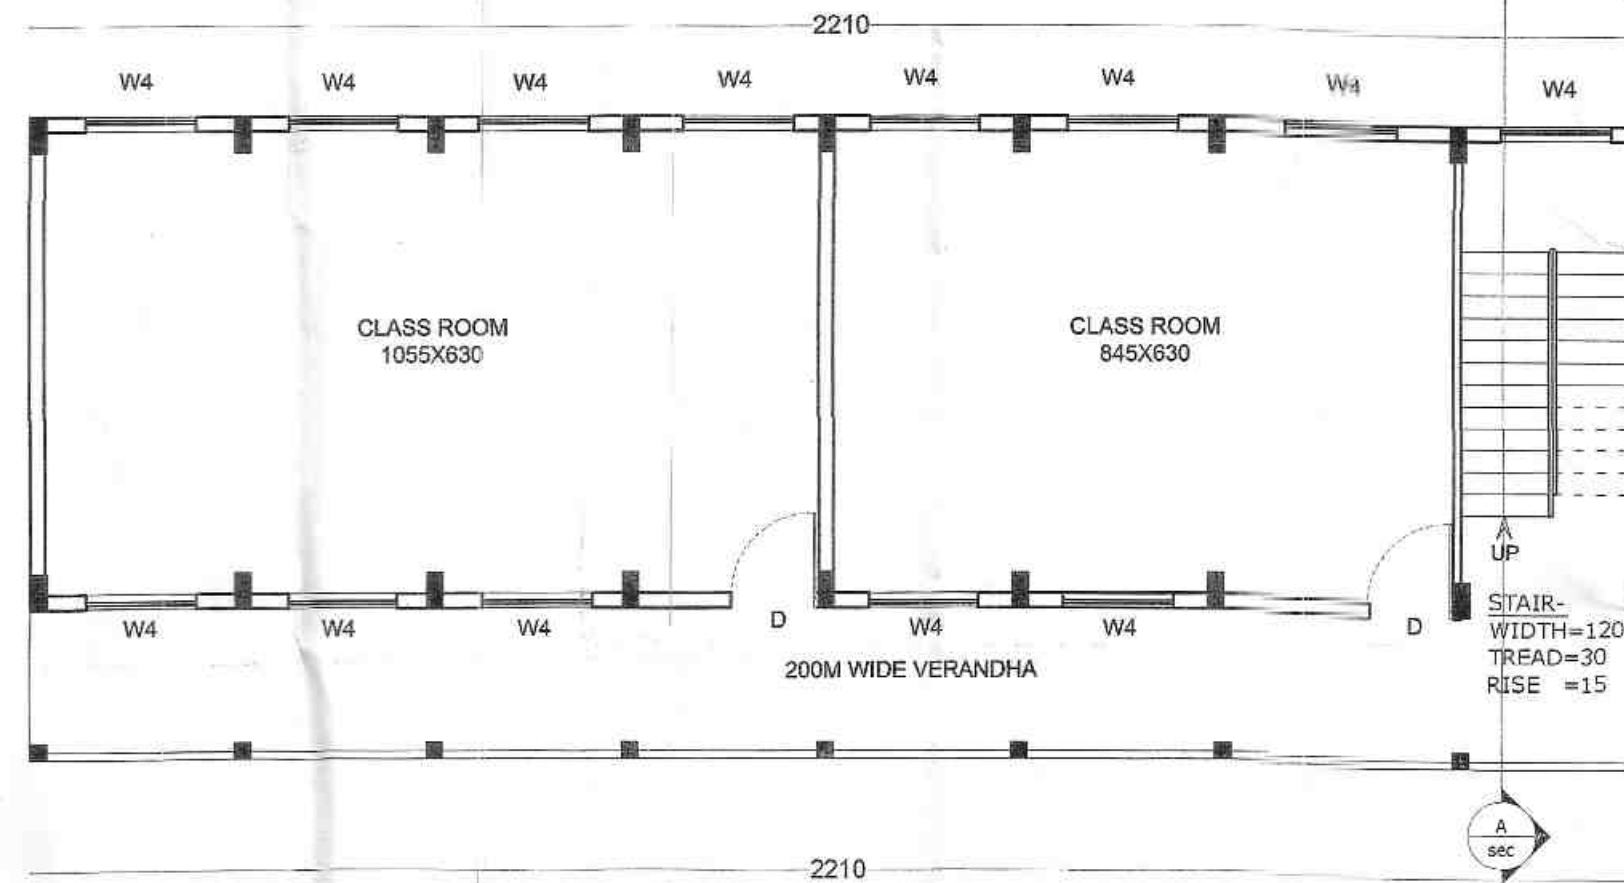 2210
W4 W4 W4 W4 W4 W4 W4 W4
CLASS ROOM
1055X630
CLASS ROOM
845X630
UP
W4 W4 W4 D W4 W4 D
STAIR-
WIDTH=120
TREAD=30
RISE =15
200M WIDE VERANDHA
A
sec
2210